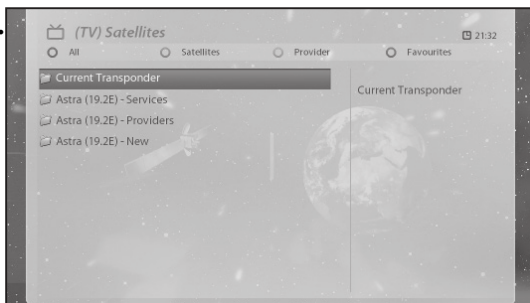 (TV) Satellites
21:32
All Satellites Provider Favourites
Current Transponder
Current Transponder
Astra (19.2E) - Services
Astra (19.2E) - Providers
Astra (19.2E) - New